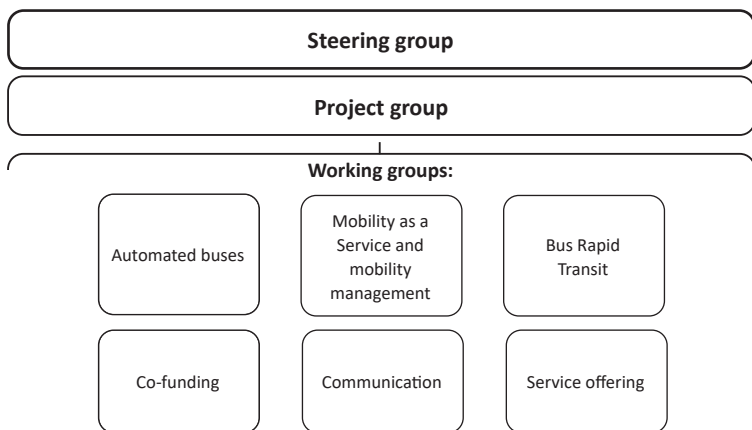 Steering group
Project group
Working groups:
Automated buses
Mobility as a
Service and
mobility
management
Bus Rapid
Transit
Co-funding
Communication
Service offering